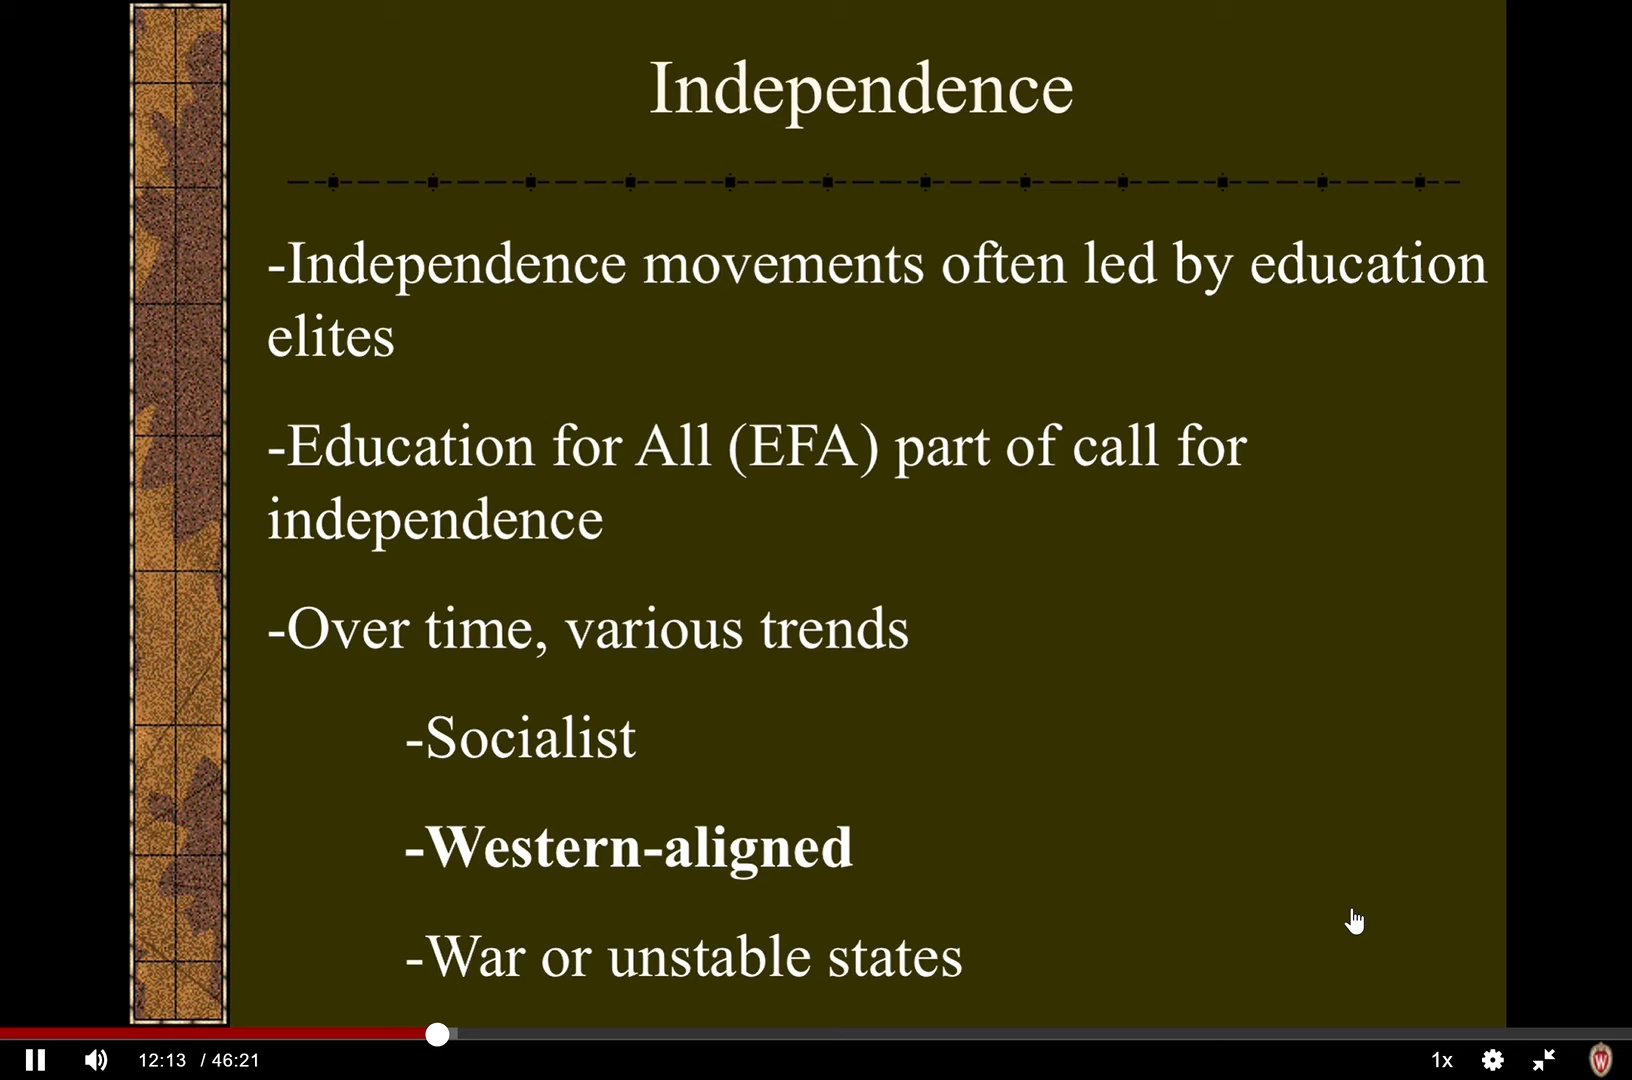 Independence
-Independence movements often led by education
elites
-Education for All (EFA) part of call for
independence
-Over time, various trends
-Socialist
-Western-aligned
-War or unstable states
12:13 / 46:21
1x
W